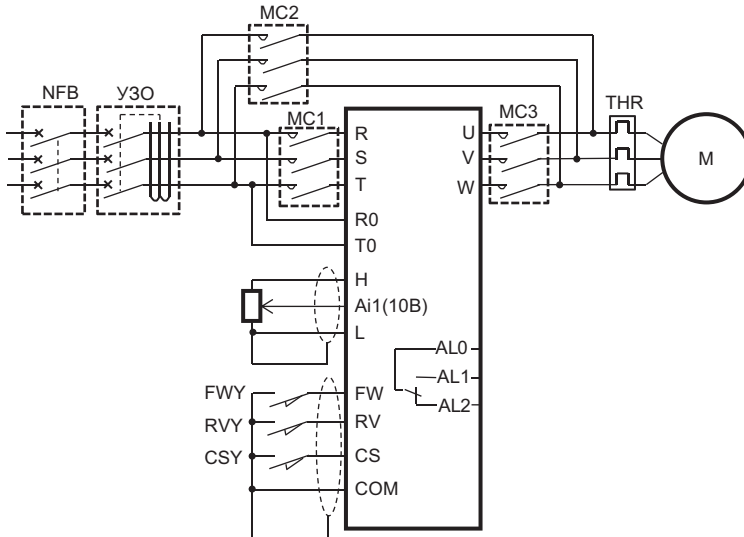 MC2
NFB
УЗО
MC1
MC3
THR
R
S
T
R0
T0
U
V
W
M
H
Ai1(10В)
L
AL0
AL1
AL2
FWY
FW
RVY
RV
CSY
CS
COM